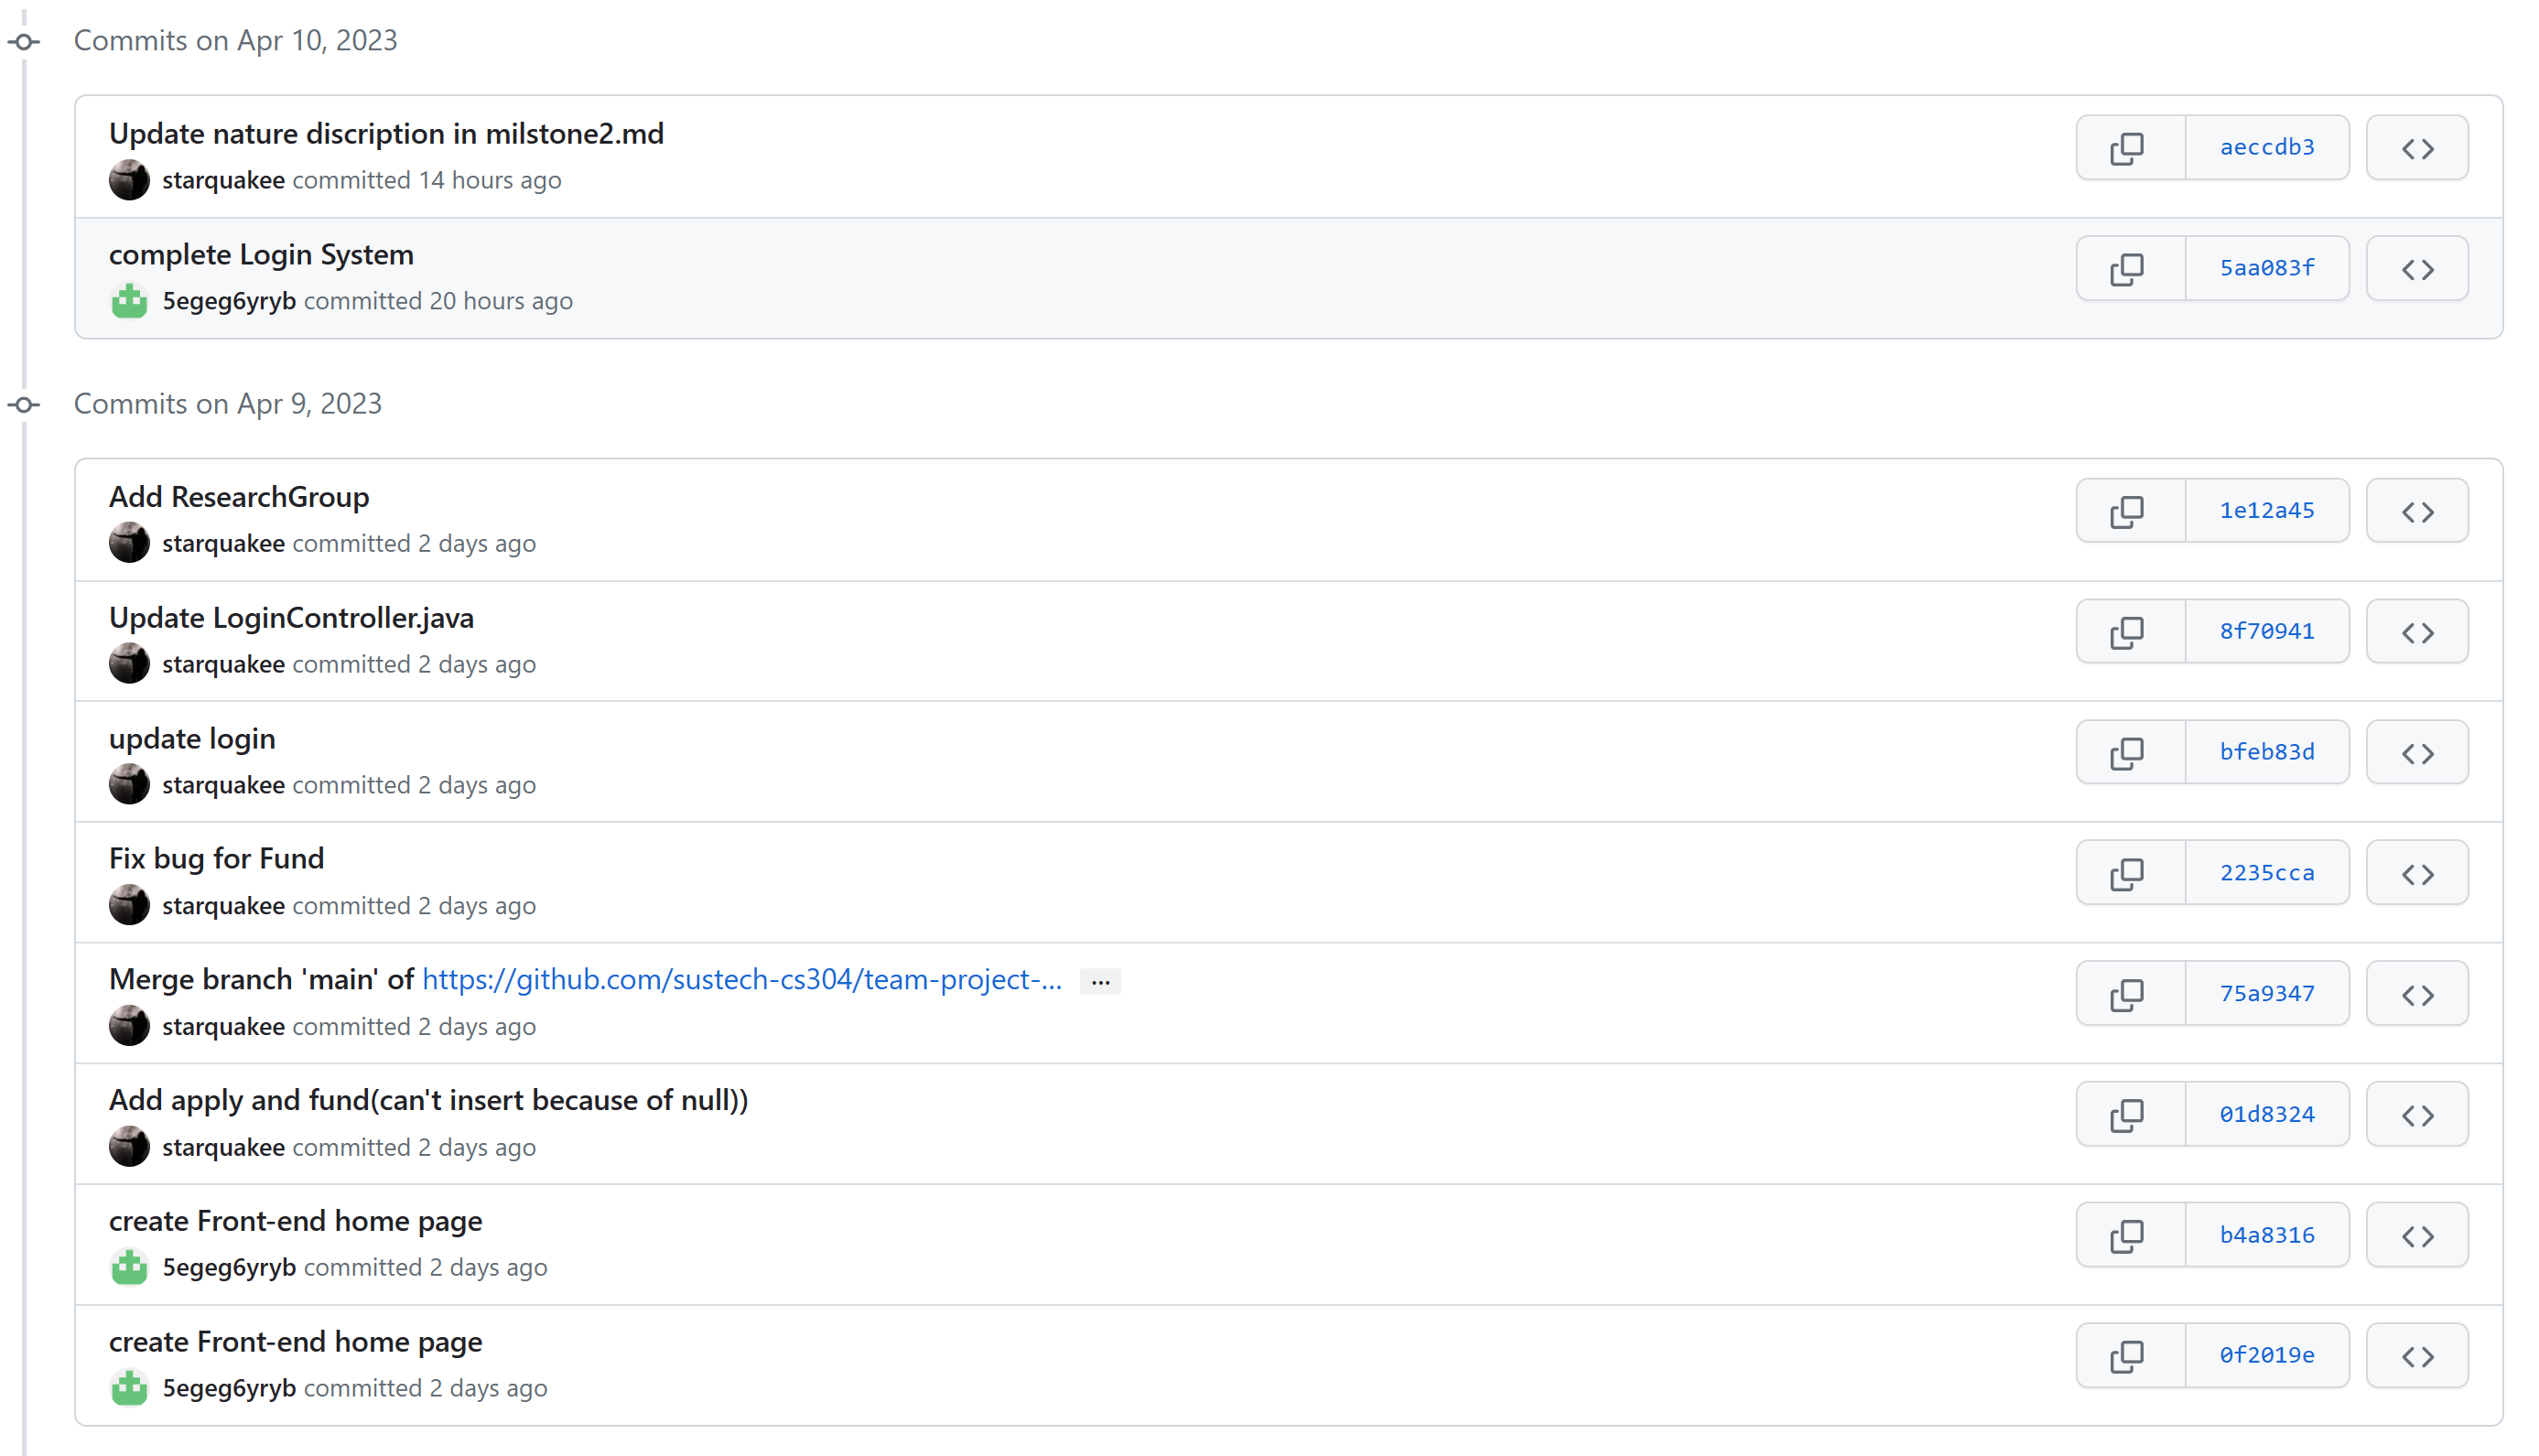 Commits on Apr 10, 2023
Update nature discription in milstone2.md
aeccdb3
starquakee committed 14 hours ago
complete Login System
5aa083f
5egeg6yryb committed 20 hours ago
Commits on Apr 9, 2023
Add ResearchGroup
1e12a45
starquakee committed 2 days ago
Update LoginController.java
8f70941
starquakee committed 2 days ago
update login
bfeb83d
starquakee committed 2 days ago
Fix bug for Fund
2235cca
starquakee committed 2 days ago
Merge branch 'main' of https://github.com/sustech-cs304/team-project-... ...
75a9347
starquakee committed 2 days ago
Add apply and fund(can't insert because of null))
01d8324
starquakee committed 2 days ago
create Front-end home page
b4a8316
5egeg6yryb committed 2 days ago
create Front-end home page
0f2019e
5egeg6yryb committed 2 days ago